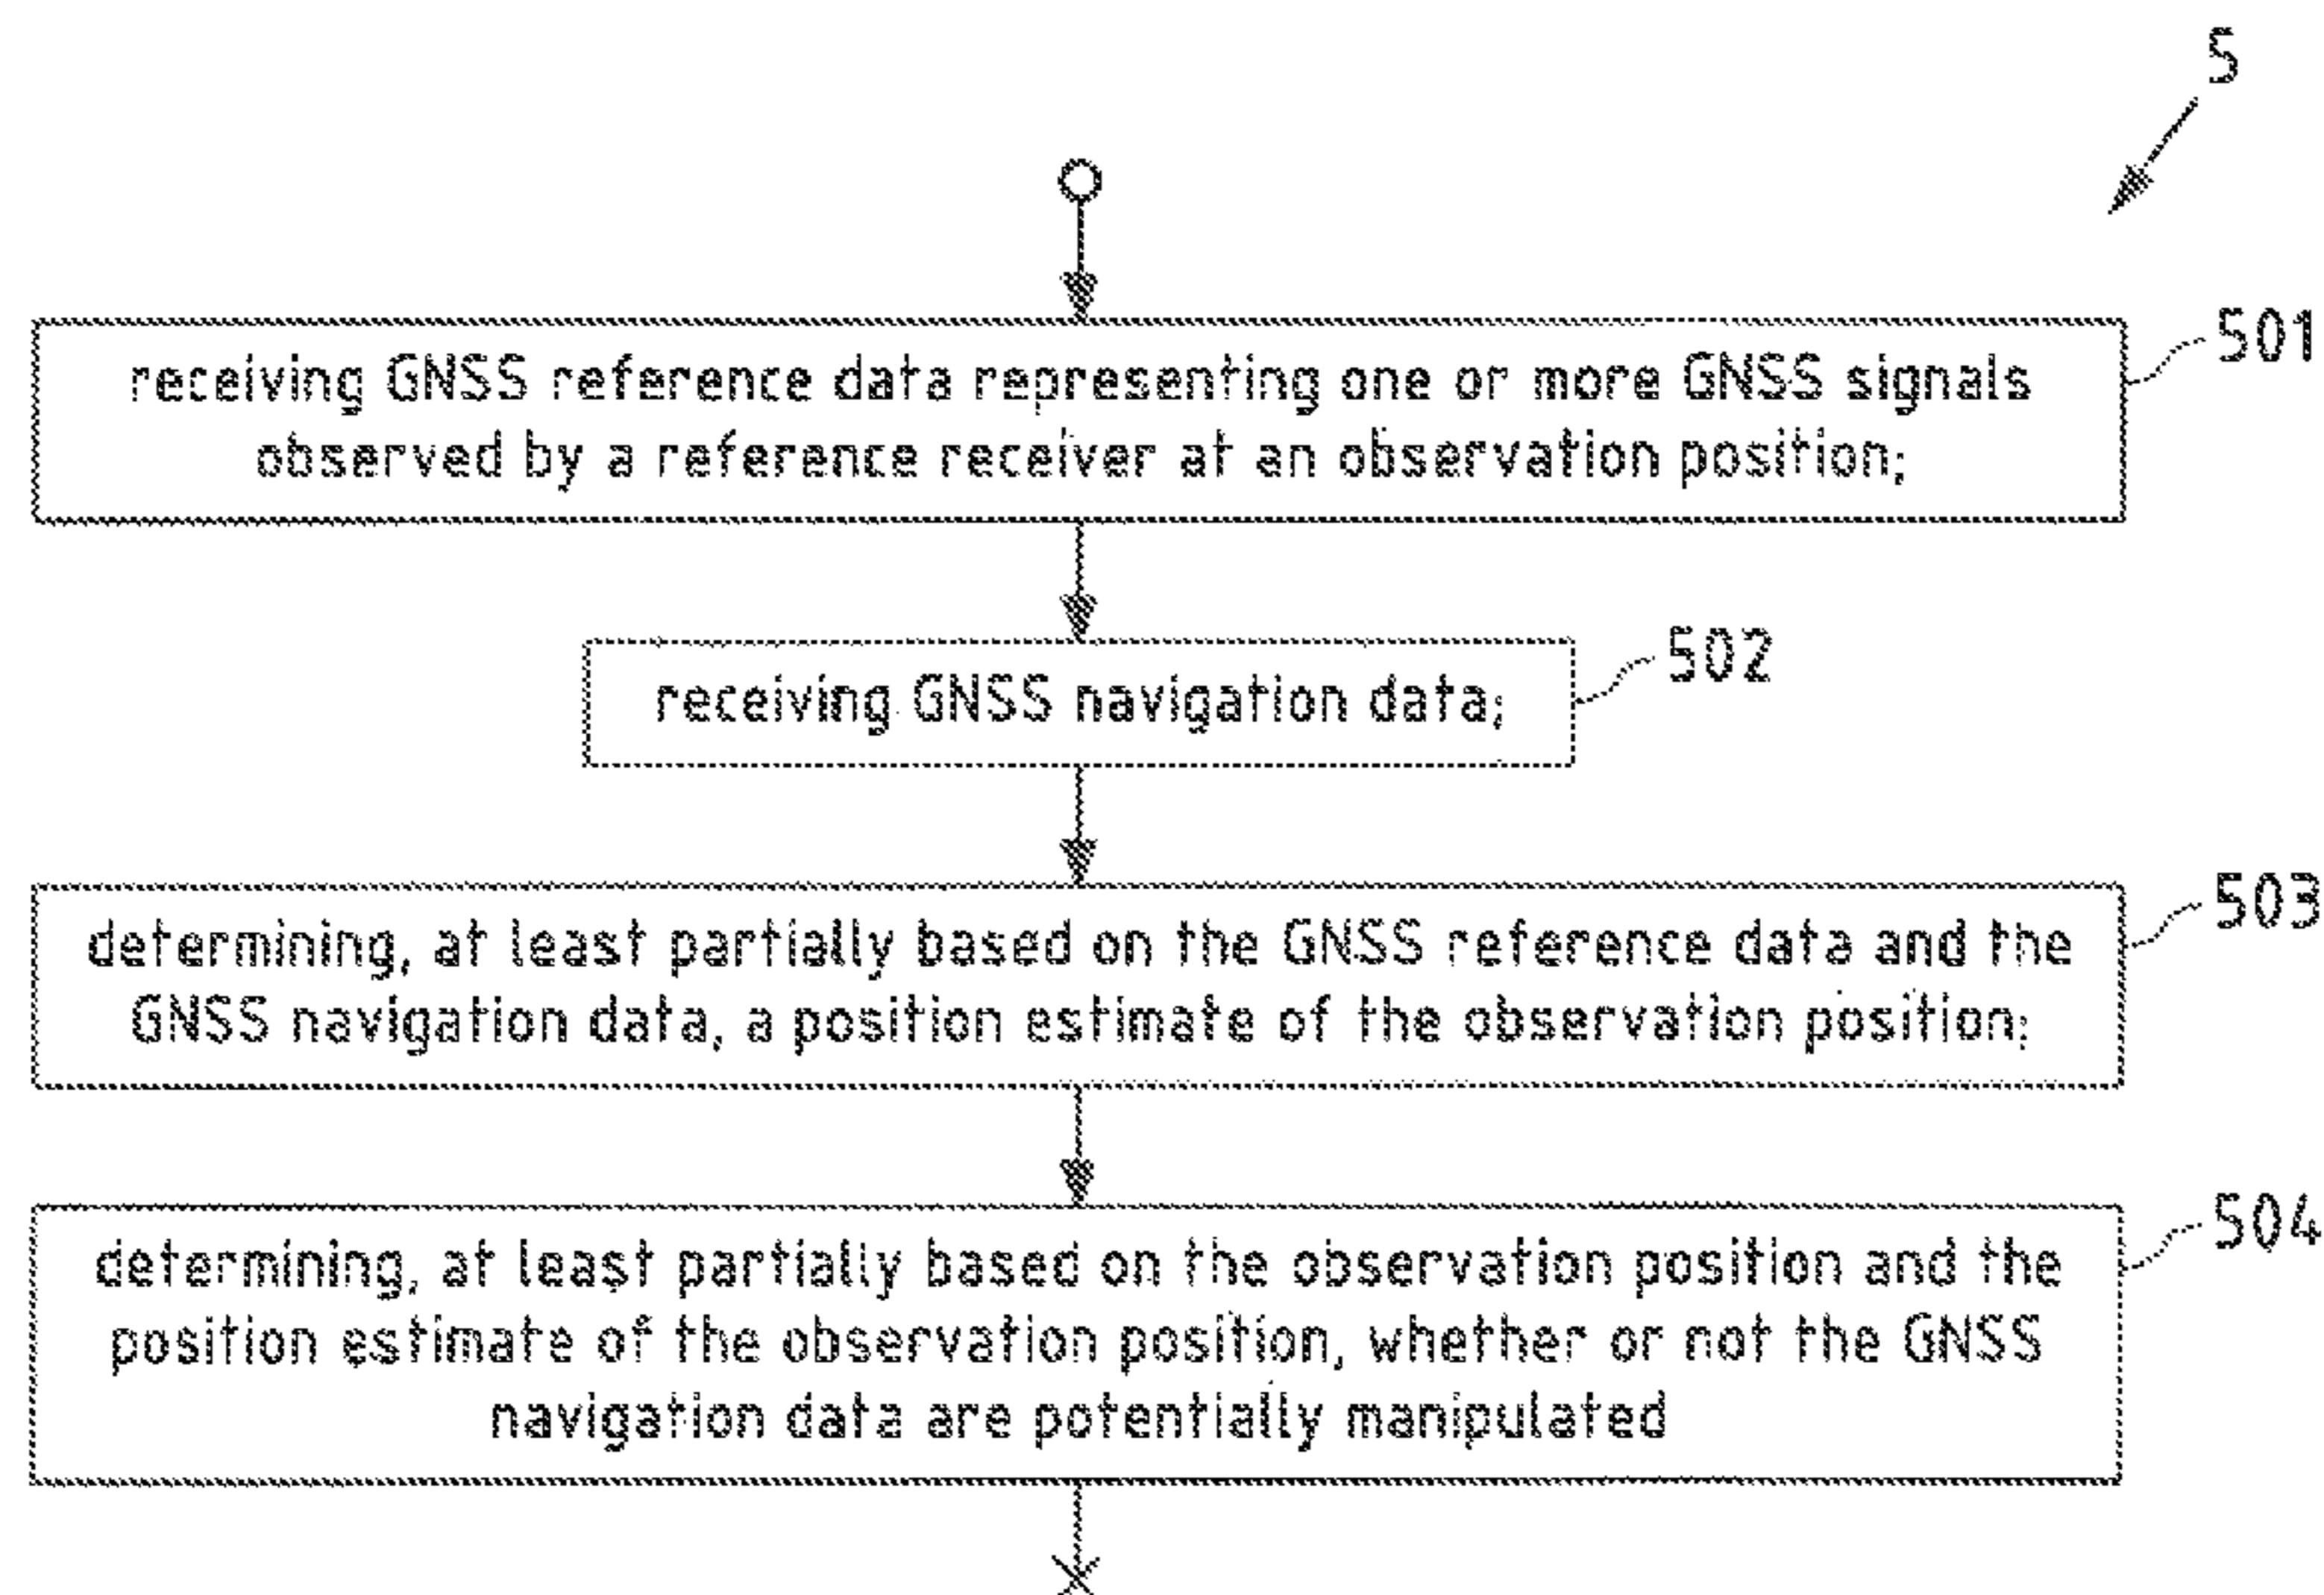 5
receiving GNSS reference data representing one or more GNSS signals
observed by a reference receiver at an observation position;
501
receiving GNSS navigation data;
502
determining, at least partially based on the GNSS reference data and the
GNSS navigation data, a position estimate of the observation position;
503
determining, at least partially based on the observation position and the
position estimate of the observation position, whether or not the GNSS
navigation data are potentially manipulated
504